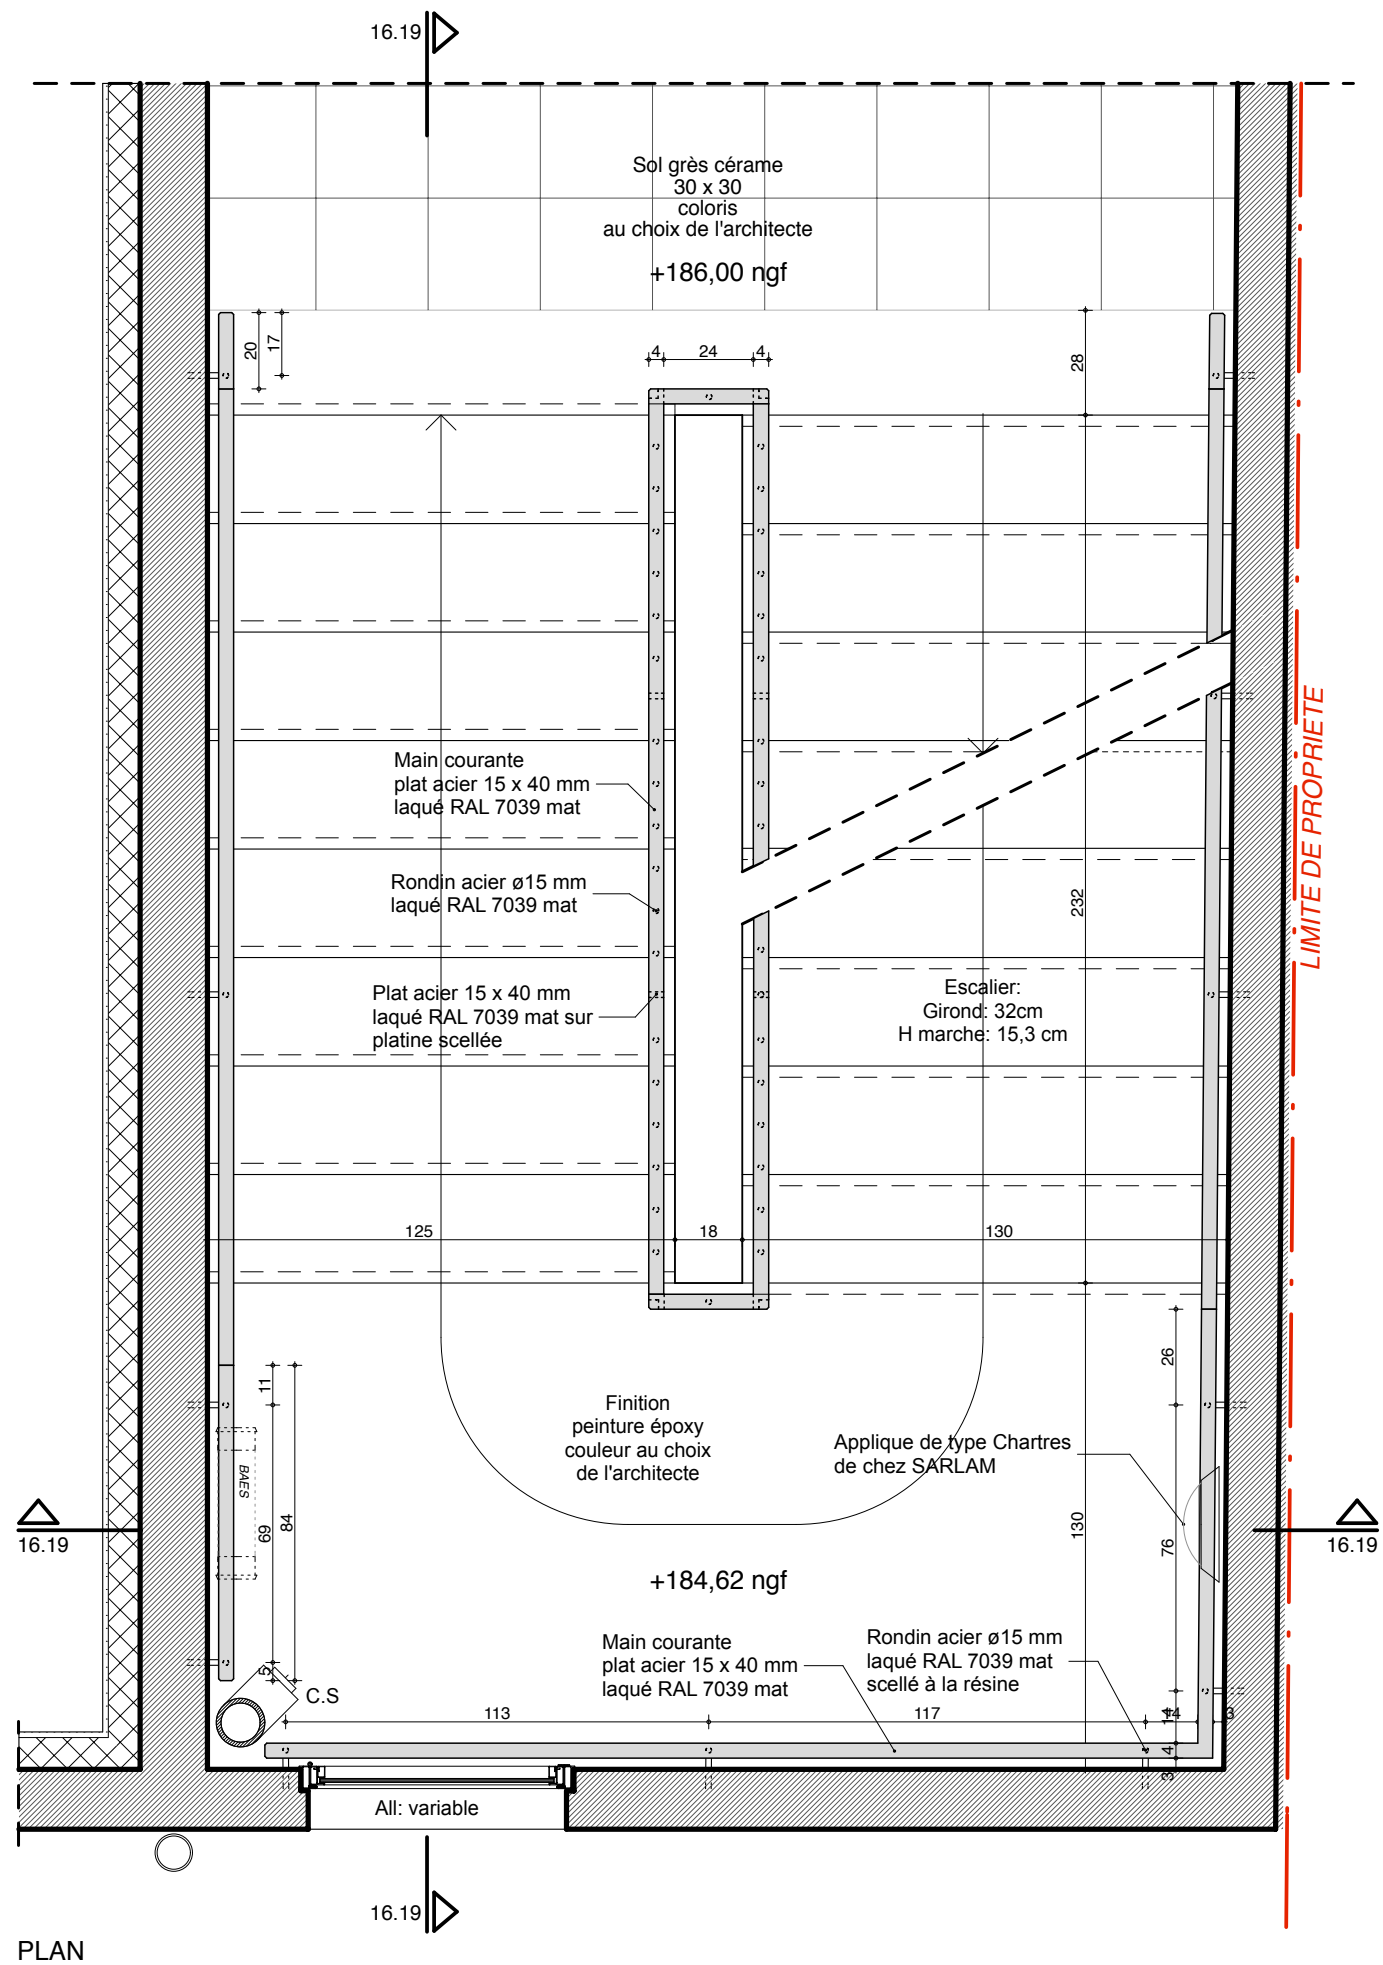 16.19
Sol grès cérame
30 x 30
coloris
au choix de l'architecte
+186,00 ngf
20
17
4
24
4
28
Main courante
plat acier 15 x 40 mm
laqué RAL 7039 mat
Rondin acier ø15 mm
laqué RAL 7039 mat
Plat acier 15 x 40 mm
laqué RAL 7039 mat sur
platine scellée
232
LIMITE DE PROPRIETE
Escalier:
Girond: 32cm
H marche: 15,3 cm
125
18
130
26
11
Finition
peinture époxy
couleur au choix
de l'architecte
Applique de type Chartres
de chez SARLAM
BAES
69
84
130
76
16.19
16.19
+184,62 ngf
Main courante
plat acier 15 x 40 mm
laqué RAL 7039 mat
Rondin acier ø15 mm
laqué RAL 7039 mat
scellé à la résine
5
C.S
113
117
14
14
3
4
3
All: variable
16.19
PLAN